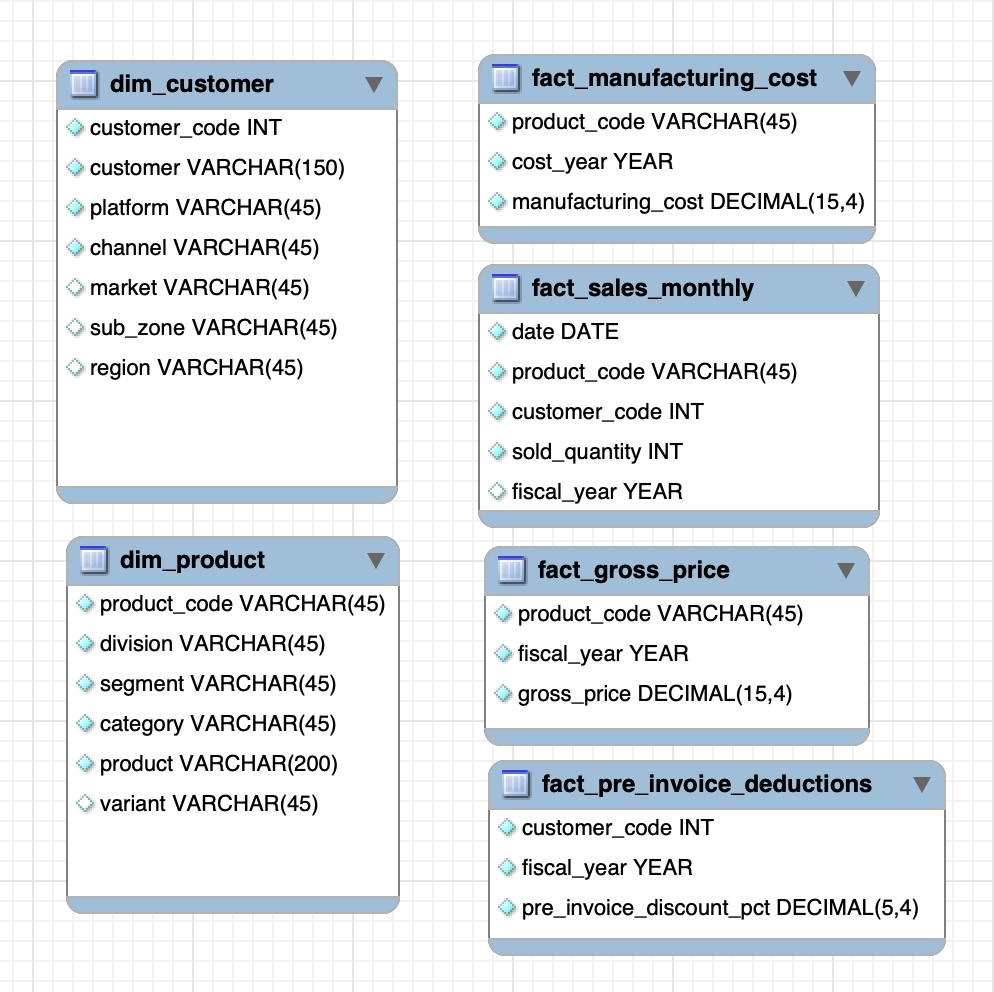 dim_customer
customer_code INT
customer VARCHAR(150)
platform VARCHAR(45)
channel VARCHAR(45)
market VARCHAR(45)
sub_zone VARCHAR(45)
region VARCHAR(45)
dim_product
product_code VARCHAR(45)
division VARCHAR(45)
segment VARCHAR(45)
category VARCHAR(45)
product VARCHAR(200)
variant VARCHAR(45)
fact_manufacturing_cost
product_code VARCHAR(45)
cost_year YEAR
manufacturing_cost DECIMAL(15,4)
fact_sales_monthly
date DATE
product_code VARCHAR(45)
customer_code INT
sold_quantity INT
fiscal_year YEAR
fact_gross_price
product_code VARCHAR(45)
fiscal_year YEAR
gross_price DECIMAL(15,4)
fact_pre_invoice_deductions
customer_code INT
fiscal_year YEAR
pre_invoice_discount_pct DECIMAL(5,4)